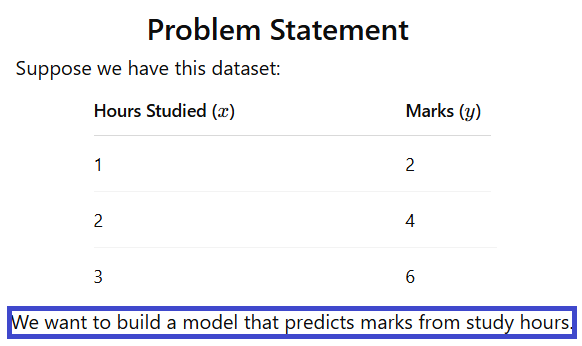 Problem Statement
Suppose we have this dataset:
Hours Studied (x) Marks (y)
1 2
2 4
3 6
We want to build a model that predicts marks from study hours.